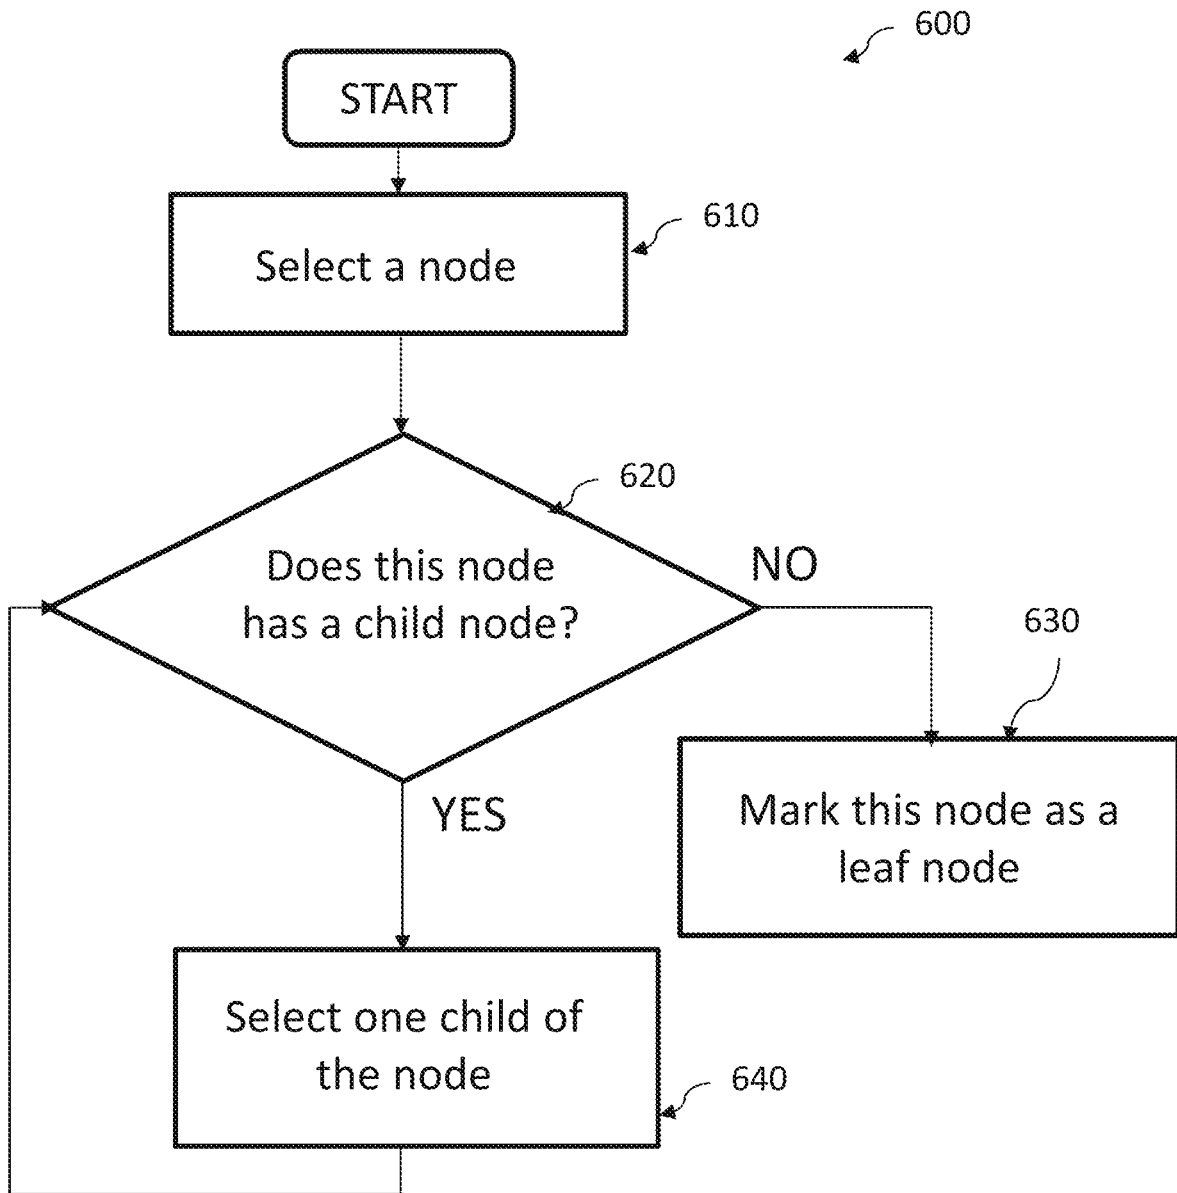 600
START
610
Select a node
620
Does this node
has a child node?
NO
630
YES
Mark this node as a
leaf node
Select one child of
the node
640